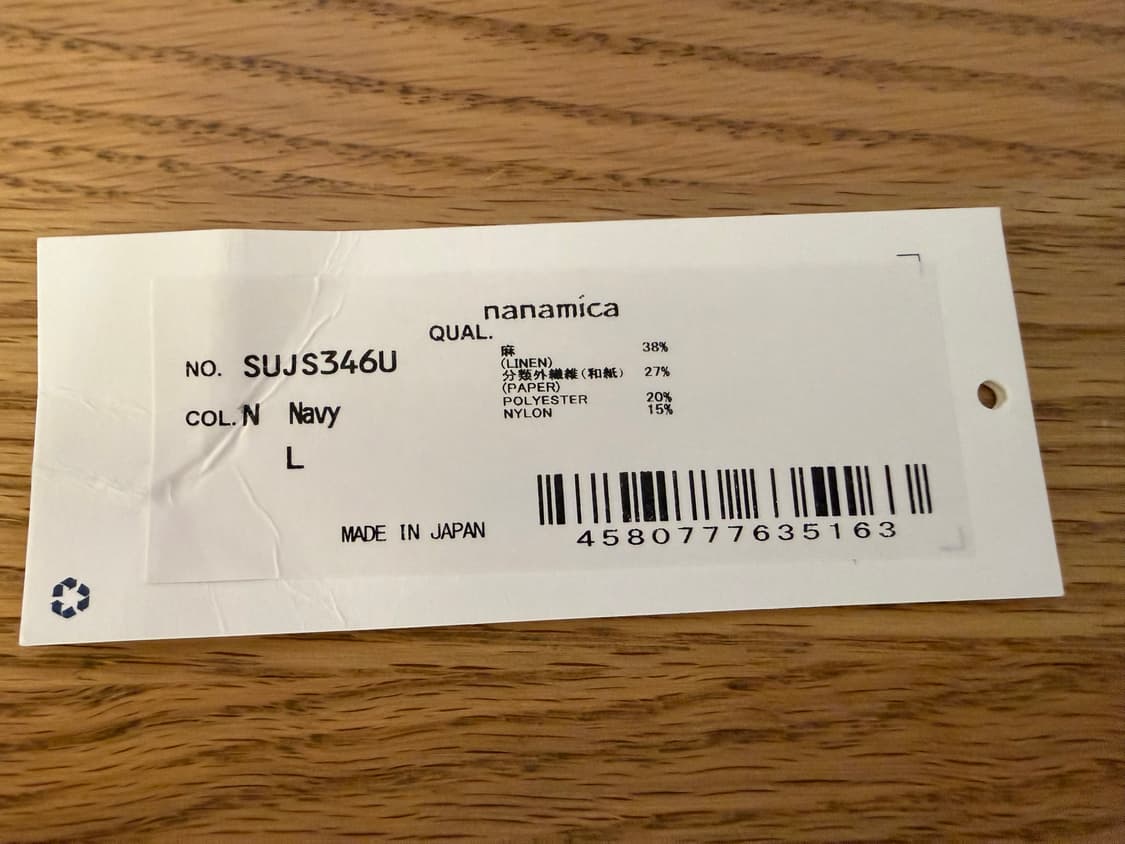 nanamica
QUAL.
NO. SUJS346U
COL. N Navy
L
麻 38%
(LINEN)
分類外繊維(和紙) 27%
(PAPER)
POLYESTER 20%
NYLON 15%
MADE IN JAPAN
4580777635163